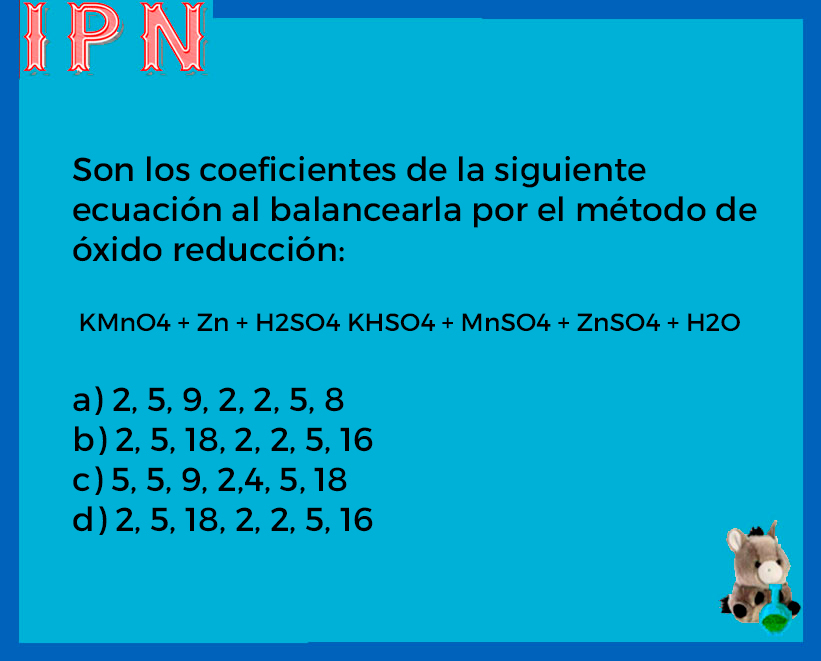 IPN
Son los coeficientes de la siguiente
ecuación al balancearla por el método de
óxido reducción:
KMnO4 + Zn + H2SO4 KHSO4 + MnSO4 + ZnSO4 + H2O
a) 2, 5, 9, 2, 2, 5, 8
b) 2, 5, 18, 2, 2, 5, 16
c) 5, 5, 9, 2,4, 5, 18
d) 2, 5, 18, 2, 2, 5, 16